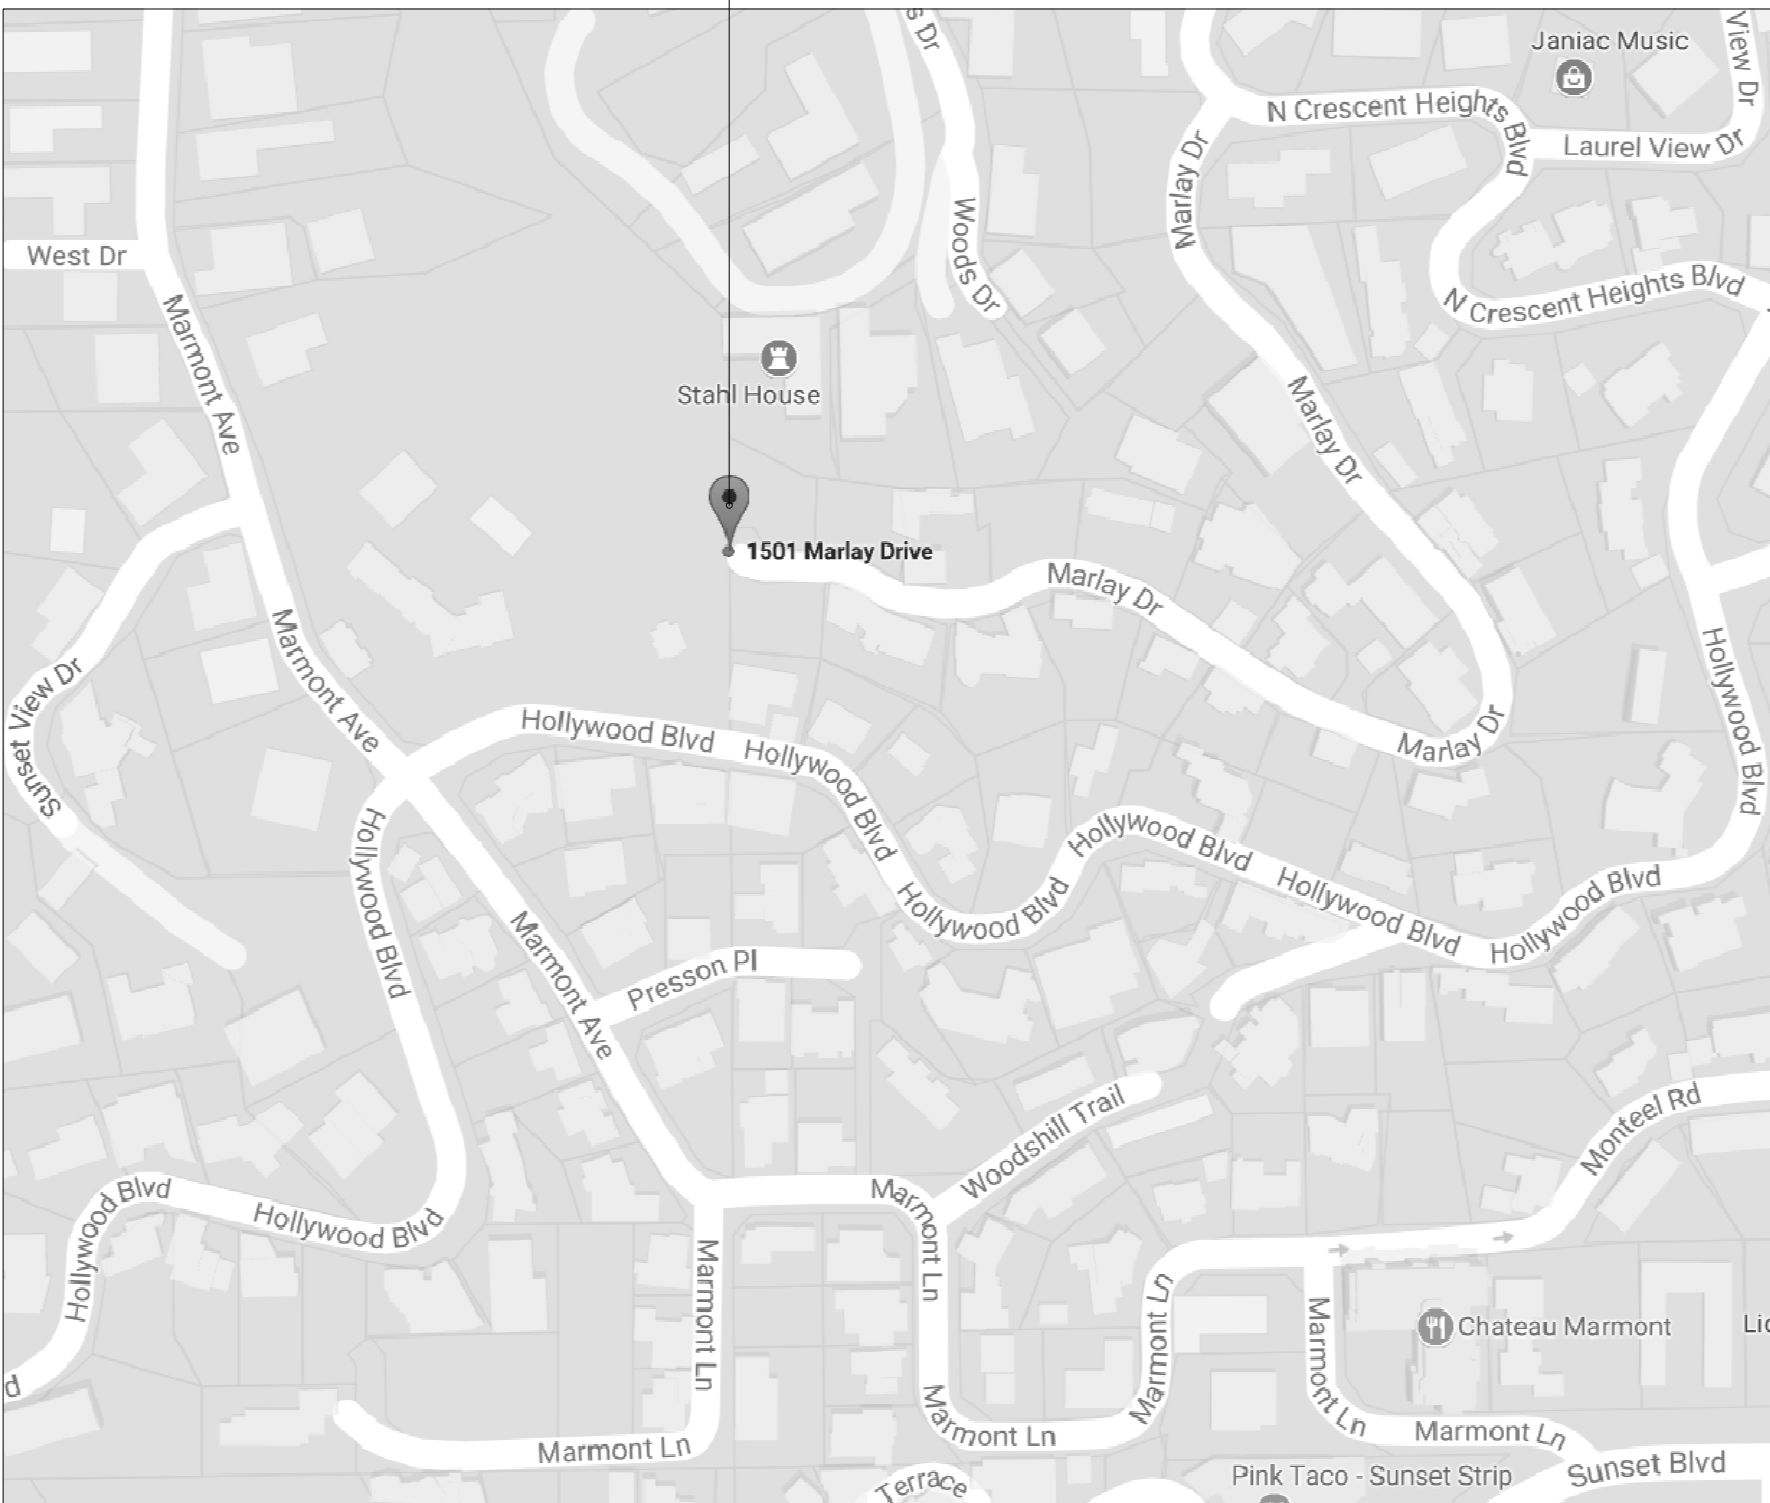 s Dr
Janiac Music
View Dr
N Crescent Heights Blvd
Laurel View Dr
Marlay Dr
Woods Dr
West Dr
N Crescent Heights Blvd
Marmont Ave
Stahl House
Marlay Dr
1501 Marlay Drive
Marlay Dr
Marmont Ave
Hollywood Blvd
Sunset View Dr
Hollywood Blvd
Hollywood Blvd
Marlay Dr
Hollywood Blvd
Hollywood Blvd
Hollywood Blvd
Hollywood Blvd
Hollywood Blvd
Hollywood Blvd
Marmont Ave
Presson Pl
Monteel Rd
Woodshill Trail
Hollywood Blvd
Hollywood Blvd
Marmont Ln
Marmont Ln
Marmont Ln
Marmont Ln
Chateau Marmont
Lic
d
Marmont Ln
Marmont Ln
Marmont Ln
Terrace
Pink Taco - Sunset Strip
Sunset Blvd